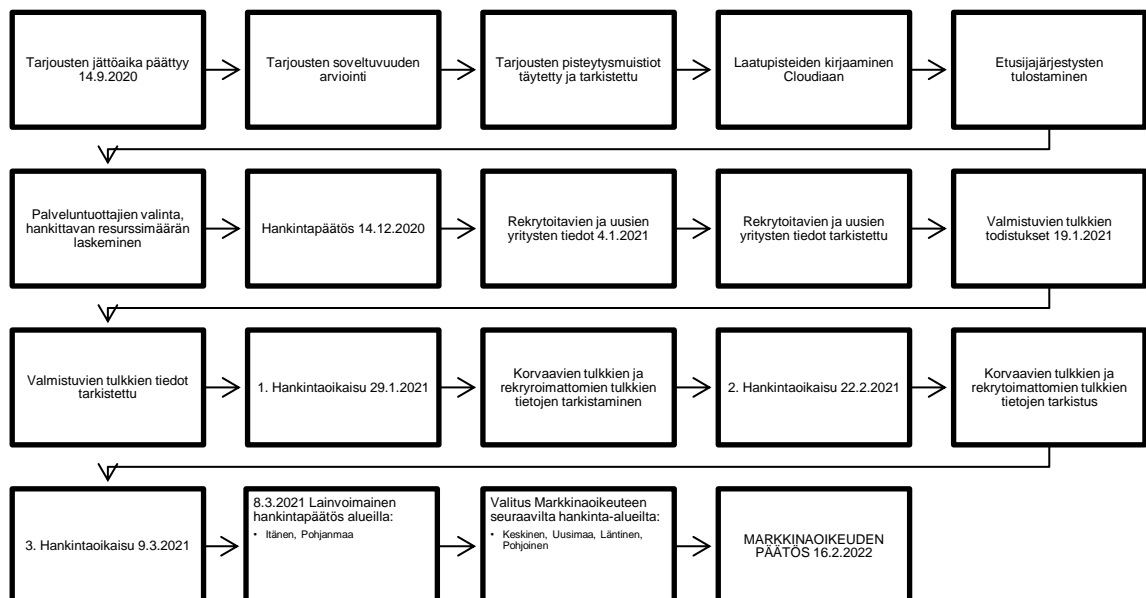 Tarjousten jättöaika päättyy
14.9.2020
Tarjousten soveltuvuuden
arviointi
Tarjousten pisteytysmuistiot
täytetty ja tarkistettu
Laatupisteiden kirjaaminen
Cloudiaan
Etusijajärjestysten
tulostaminen
Palveluntuottajien valinta,
hankittavan resurssimäärän
laskeminen
Hankintapäätös 14.12.2020
Rekrytoitavien ja uusien
yritysten tiedot 4.1.2021
Rekrytoitavien ja uusien
yritysten tiedot tarkistettu
Valmistuvien tulkkien
todistukset 19.1.2021
Valmistuvien tulkkien tiedot
tarkistettu
1. Hankintaoikaisu 29.1.2021
Korvaavien tulkkien ja
rekryroimattomien tulkkien
tietojen tarkistaminen
2. Hankintaoikaisu 22.2.2021
Korvaavien tulkkien ja
rekrytoimattomien tulkkien
tietojen tarkistus
3. Hankintaoikaisu 9.3.2021
8.3.2021 Lainvoimainen
hankintapäätös alueilla:
• Itänen, Pohjanmaa
Valitus Markkinaoikeuteen
seuraavilta hankinta-alueilta:
• Keskinen, Uusimaa, Läntinen,
Pohjoinen
MARKKINAOIKEUDEN
PÄÄTÖS 16.2.2022